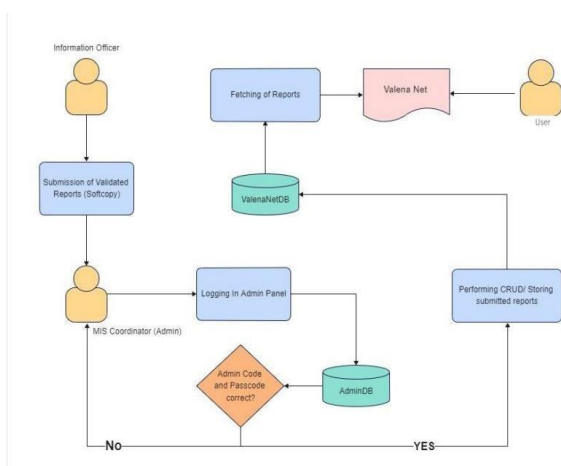 Information Officer
Fetching of Reports
Valena Net
User
Submission of Validated
Reports (Softcopy)
ValenaNetDB
Logging In Admin Panel
Performing CRUD/ Storing
submitted reports
MIS Coordinator (Admin)
Admin Code
and Passcode
correct?
AdminDB
No
YES